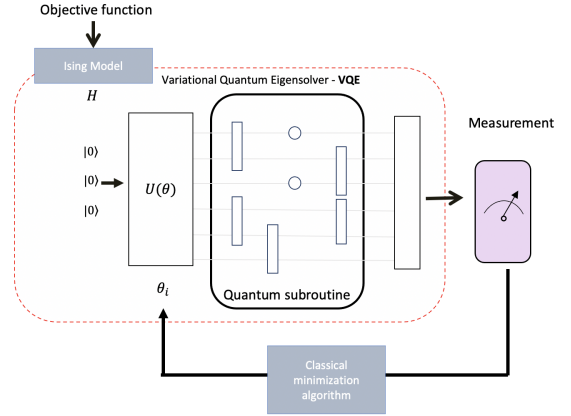 Objective function
Ising Model
Variational Quantum Eigensolver - VQE
H
Measurement
|0⟩
|0⟩
|0⟩
U(θ)
θᵢ
Quantum subroutine
Classical
minimization
algorithm